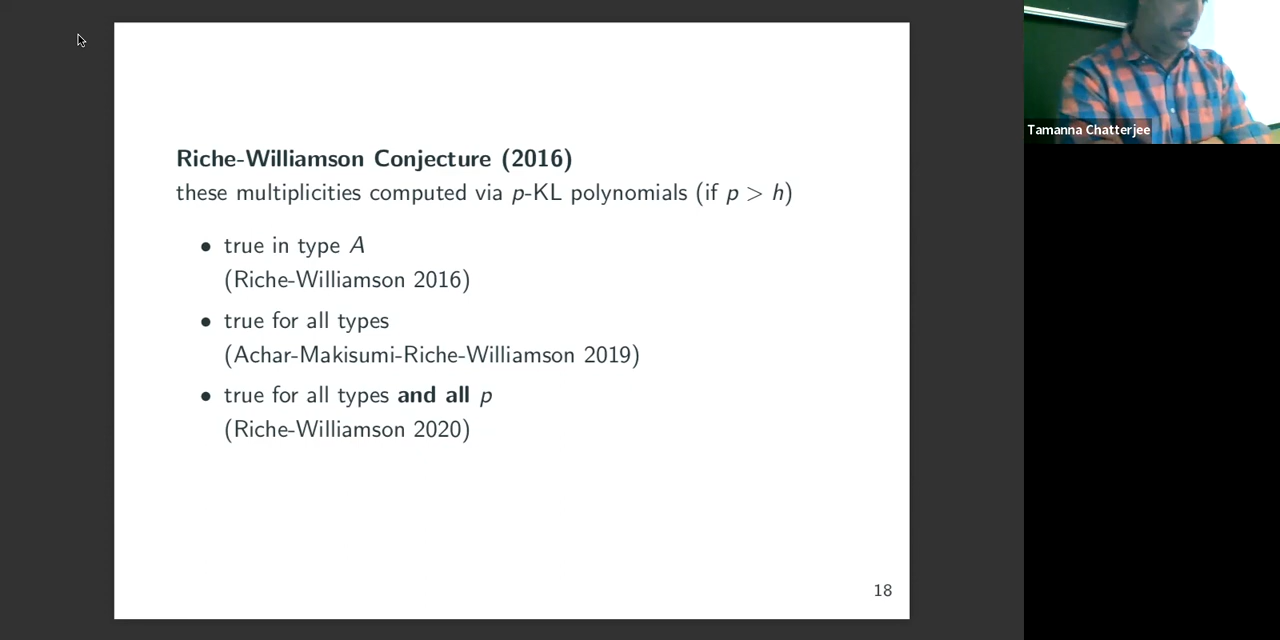 Riche-Williamson Conjecture (2016)
these multiplicities computed via p-KL polynomials (if p > h)
• true in type A
(Riche-Williamson 2016)
• true for all types
(Achar-Makisumi-Riche-Williamson 2019)
• true for all types and all p
(Riche-Williamson 2020)
18
Tamanna Chatterjee